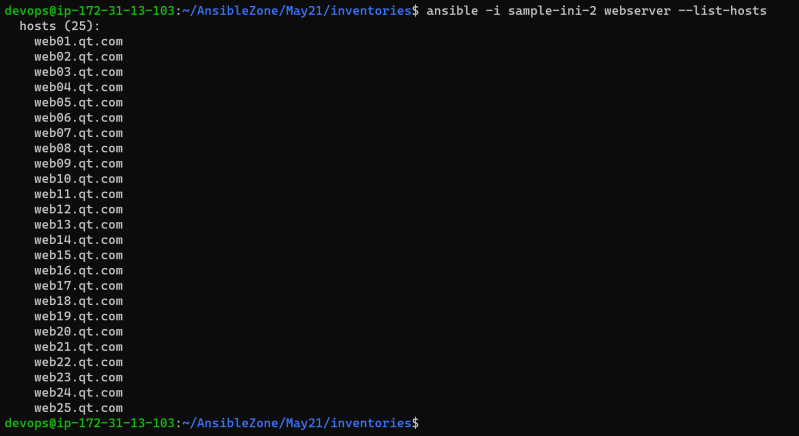 devops@ip-172-31-13-103:~/AnsibleZone/May21/inventories$ ansible -i sample-ini-2 webserver --list-hosts
  hosts (25):
    web01.qt.com
    web02.qt.com
    web03.qt.com
    web04.qt.com
    web05.qt.com
    web06.qt.com
    web07.qt.com
    web08.qt.com
    web09.qt.com
    web10.qt.com
    web11.qt.com
    web12.qt.com
    web13.qt.com
    web14.qt.com
    web15.qt.com
    web16.qt.com
    web17.qt.com
    web18.qt.com
    web19.qt.com
    web20.qt.com
    web21.qt.com
    web22.qt.com
    web23.qt.com
    web24.qt.com
    web25.qt.com
devops@ip-172-31-13-103:~/AnsibleZone/May21/inventories$